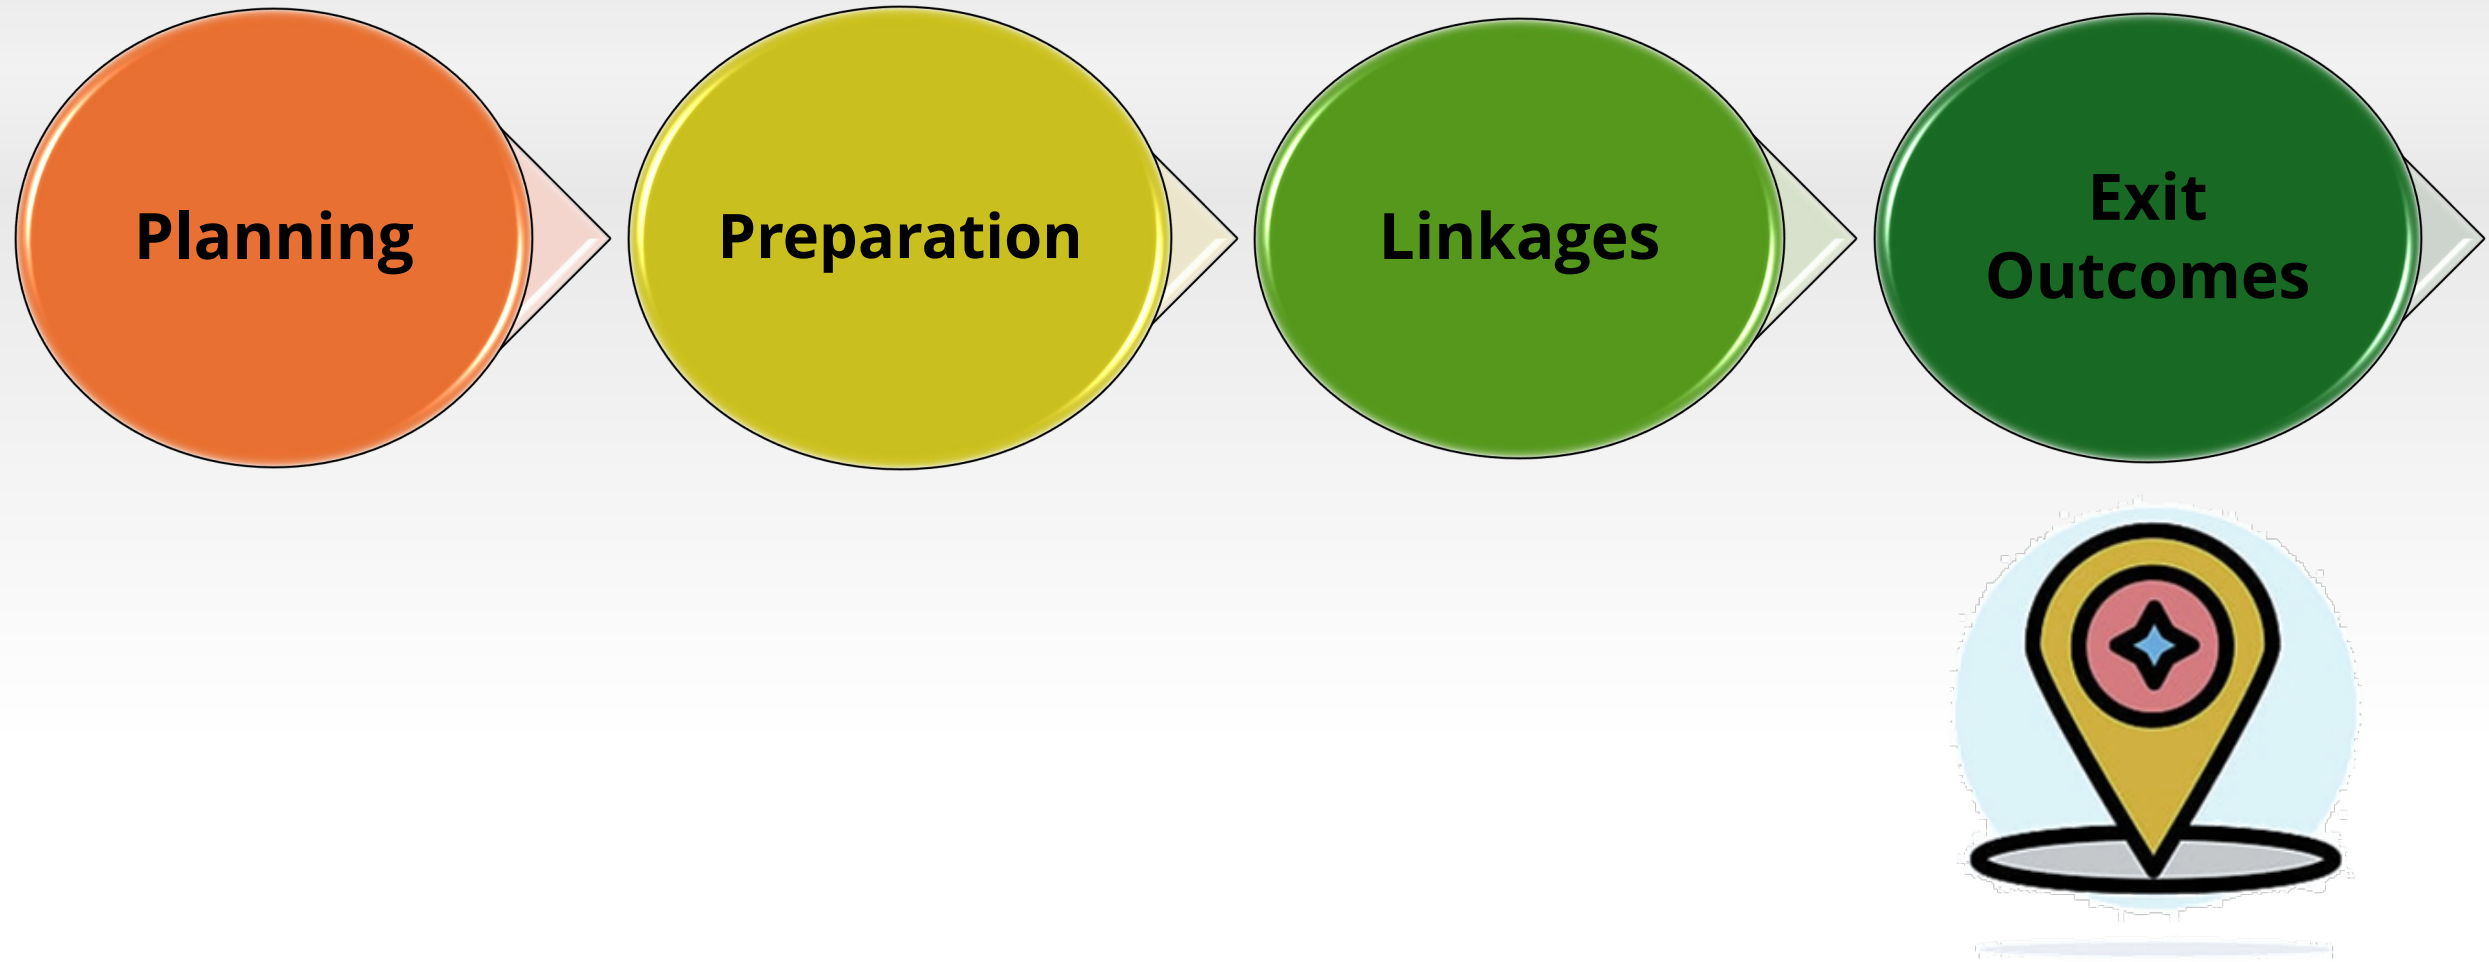 Planning
Preparation
Linkages
Exit
Outcomes